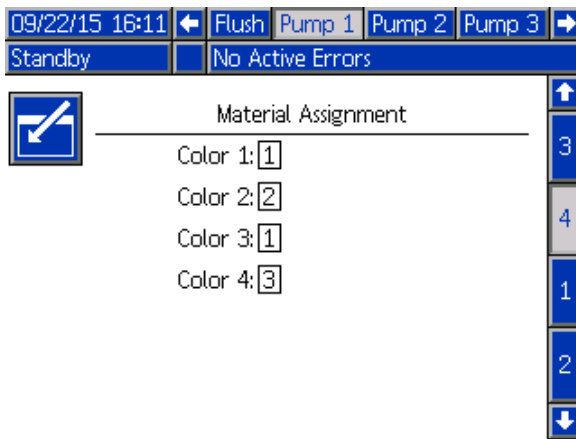 09/22/15 16:11 Flush Pump 1 Pump 2 Pump 3
Standby No Active Errors
Material Assignment
Color 1: 1
Color 2: 2
Color 3: 1
Color 4: 3
3
4
1
2